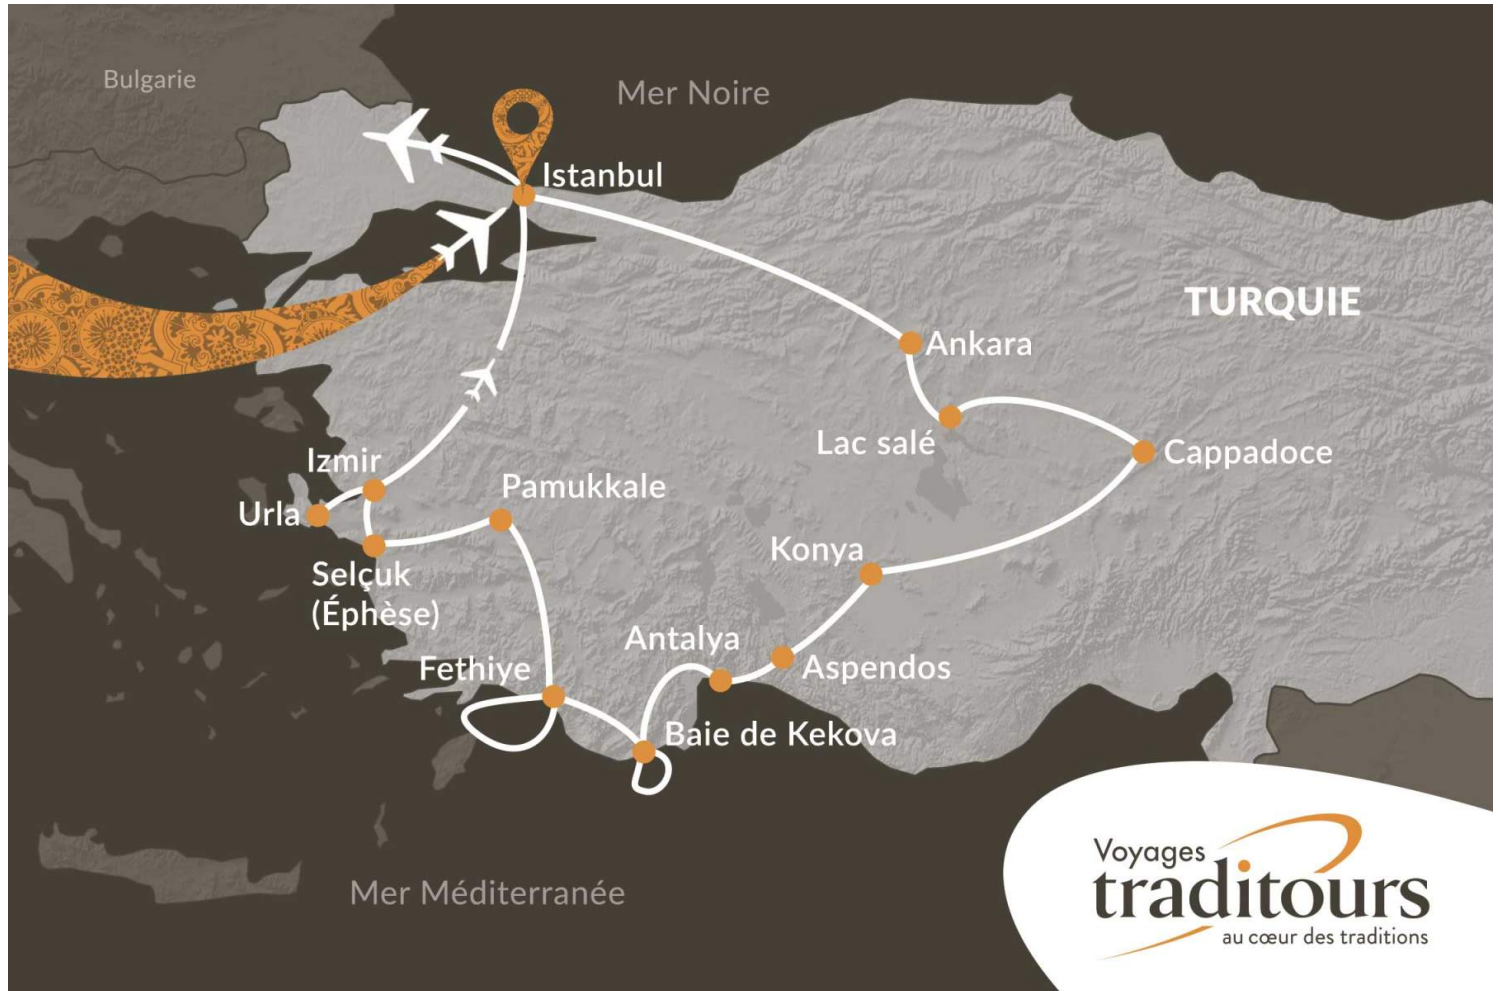 Bulgarie
Mer Noire
Istanbul
TURQUIE
Ankara
Lac salé
Cappadoce
Izmir
Pamukkale
Urla
Konya
Selçuk
(Éphèse)
Antalya
Aspendos
Fethiye
Baie de Kekova
Mer Méditerranée
Voyages
traditours
au cœur des traditions